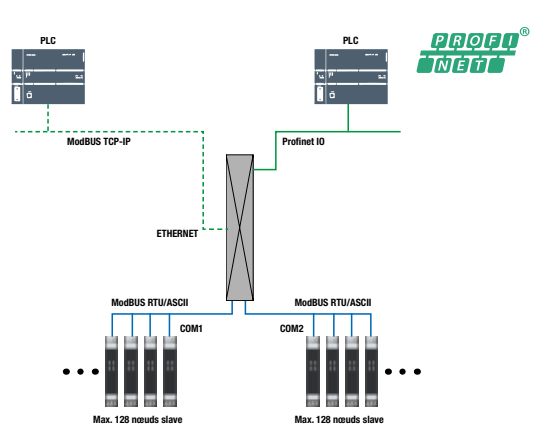 PLC
PLC
PROFI®
NET
ModBUS TCP-IP
Profinet IO
ETHERNET
ModBUS RTU/ASCII
ModBUS RTU/ASCII
COM1
COM2
Max. 128 nœuds slave
Max. 128 nœuds slave